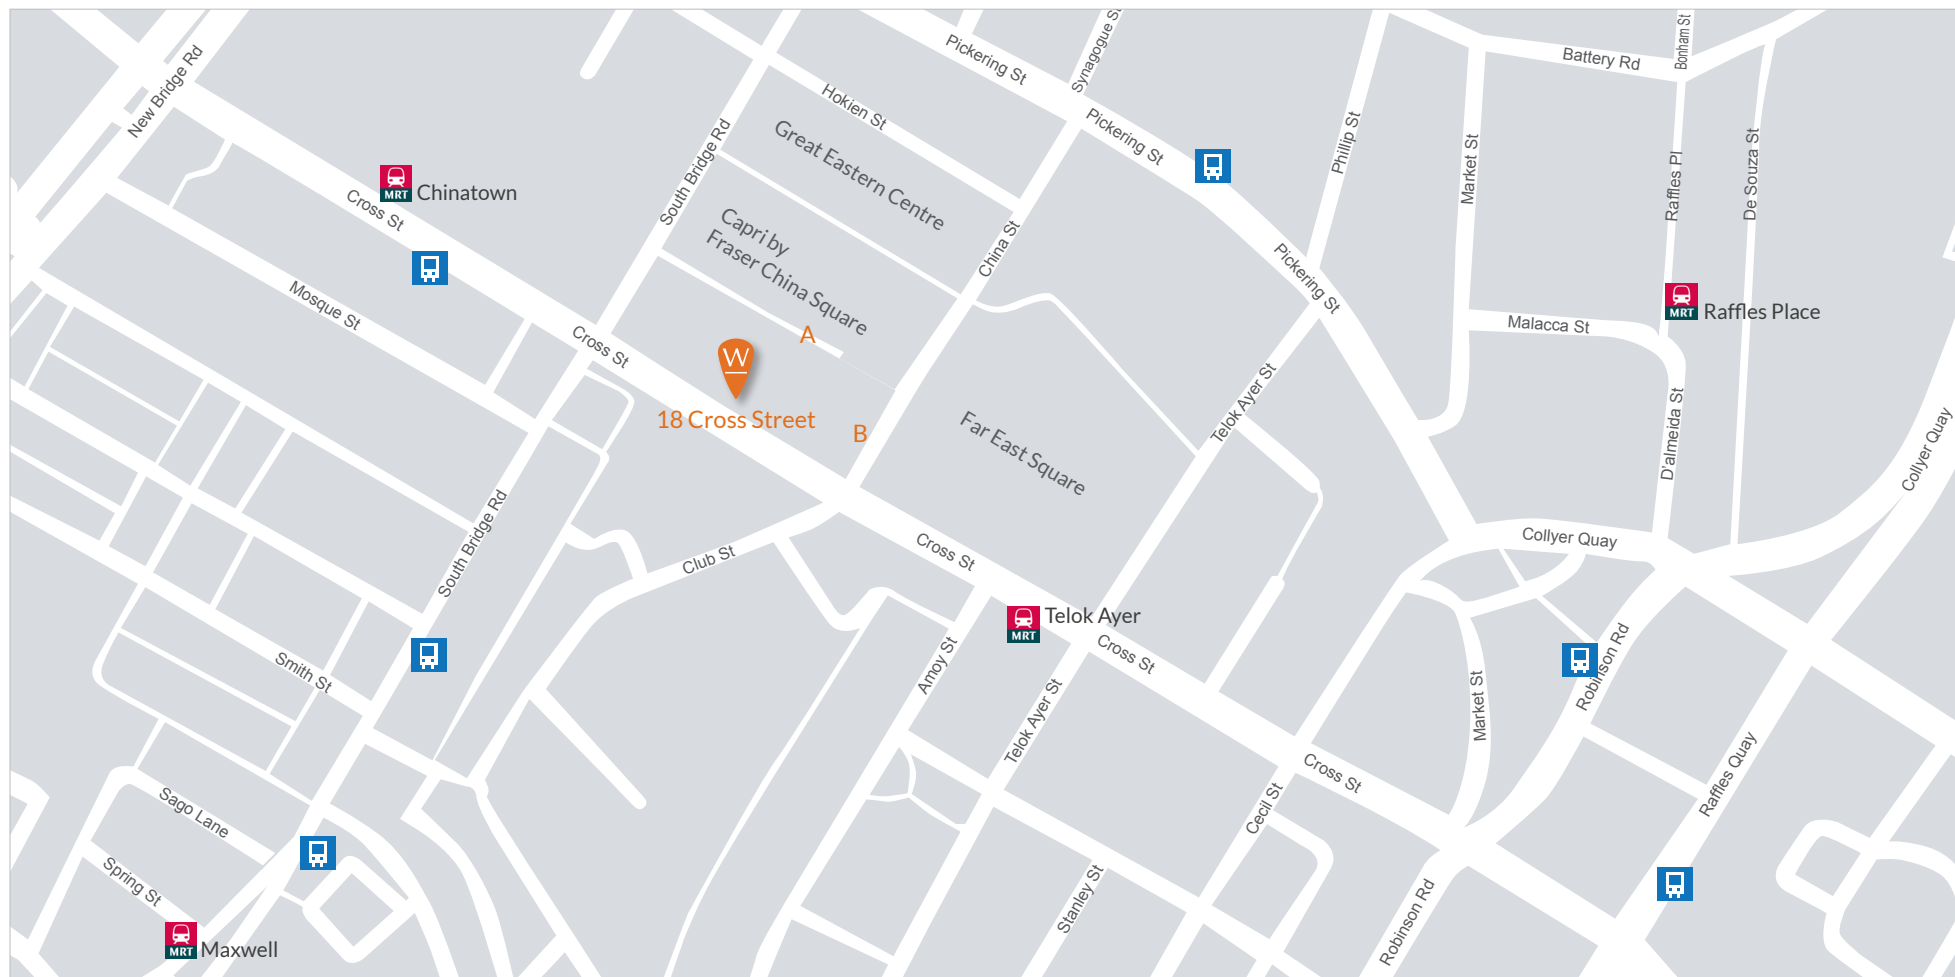 New Bridge Rd
Pickering St
Synagogue St
Bonham St
Battery Rd
Hokien St
Great Eastern Centre
South Bridge Rd
Pickering St
Phillip St
Market St
Raffles Pl
De Souza St
MRT
Chinatown
Cross St
Capri by
Fraser China Square
China St
Pickering St
MRT
Raffles Place
Mosque St
Malacca St
Cross St
A
W
18 Cross Street
B
Far East Square
Telok Ayer St
D'almeida St
Collyer Quay
South Bridge Rd
Club St
Cross St
Collyer Quay
MRT
Telok Ayer
Cross St
Amoy St
Smith St
Telok Ayer St
Market St
Robinson Rd
Raffles Quay
Cross St
Cecil St
Sago Lane
Spring St
Stanley St
Robinson Rd
MRT
Maxwell